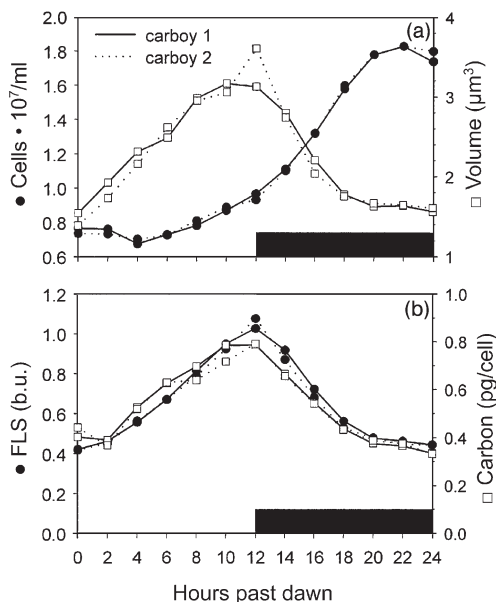 (a)
carboy 1
carboy 2
● Cells • 10⁷/ml
2.0
1.8
1.6
1.4
1.2
1.0
0.8
0.6
□ Volume (μm³)
4
3
2
1
(b)
● FLS (b.u.)
1.2
1.0
0.8
0.6
0.4
0.2
0.0
□ Carbon (pg/cell)
1.0
0.8
0.6
0.4
0.2
0.0
0 2 4 6 8 10 12 14 16 18 20 22 24
Hours past dawn